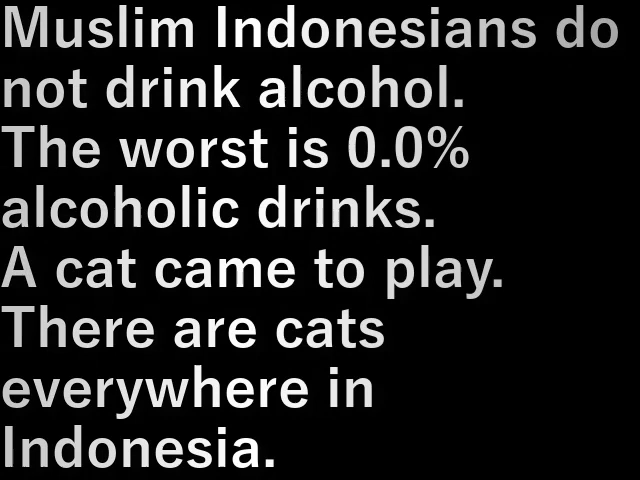 Muslim Indonesians do
not drink alcohol.
The worst is 0.0%
alcoholic drinks.
A cat came to play.
There are cats
everywhere in
Indonesia.